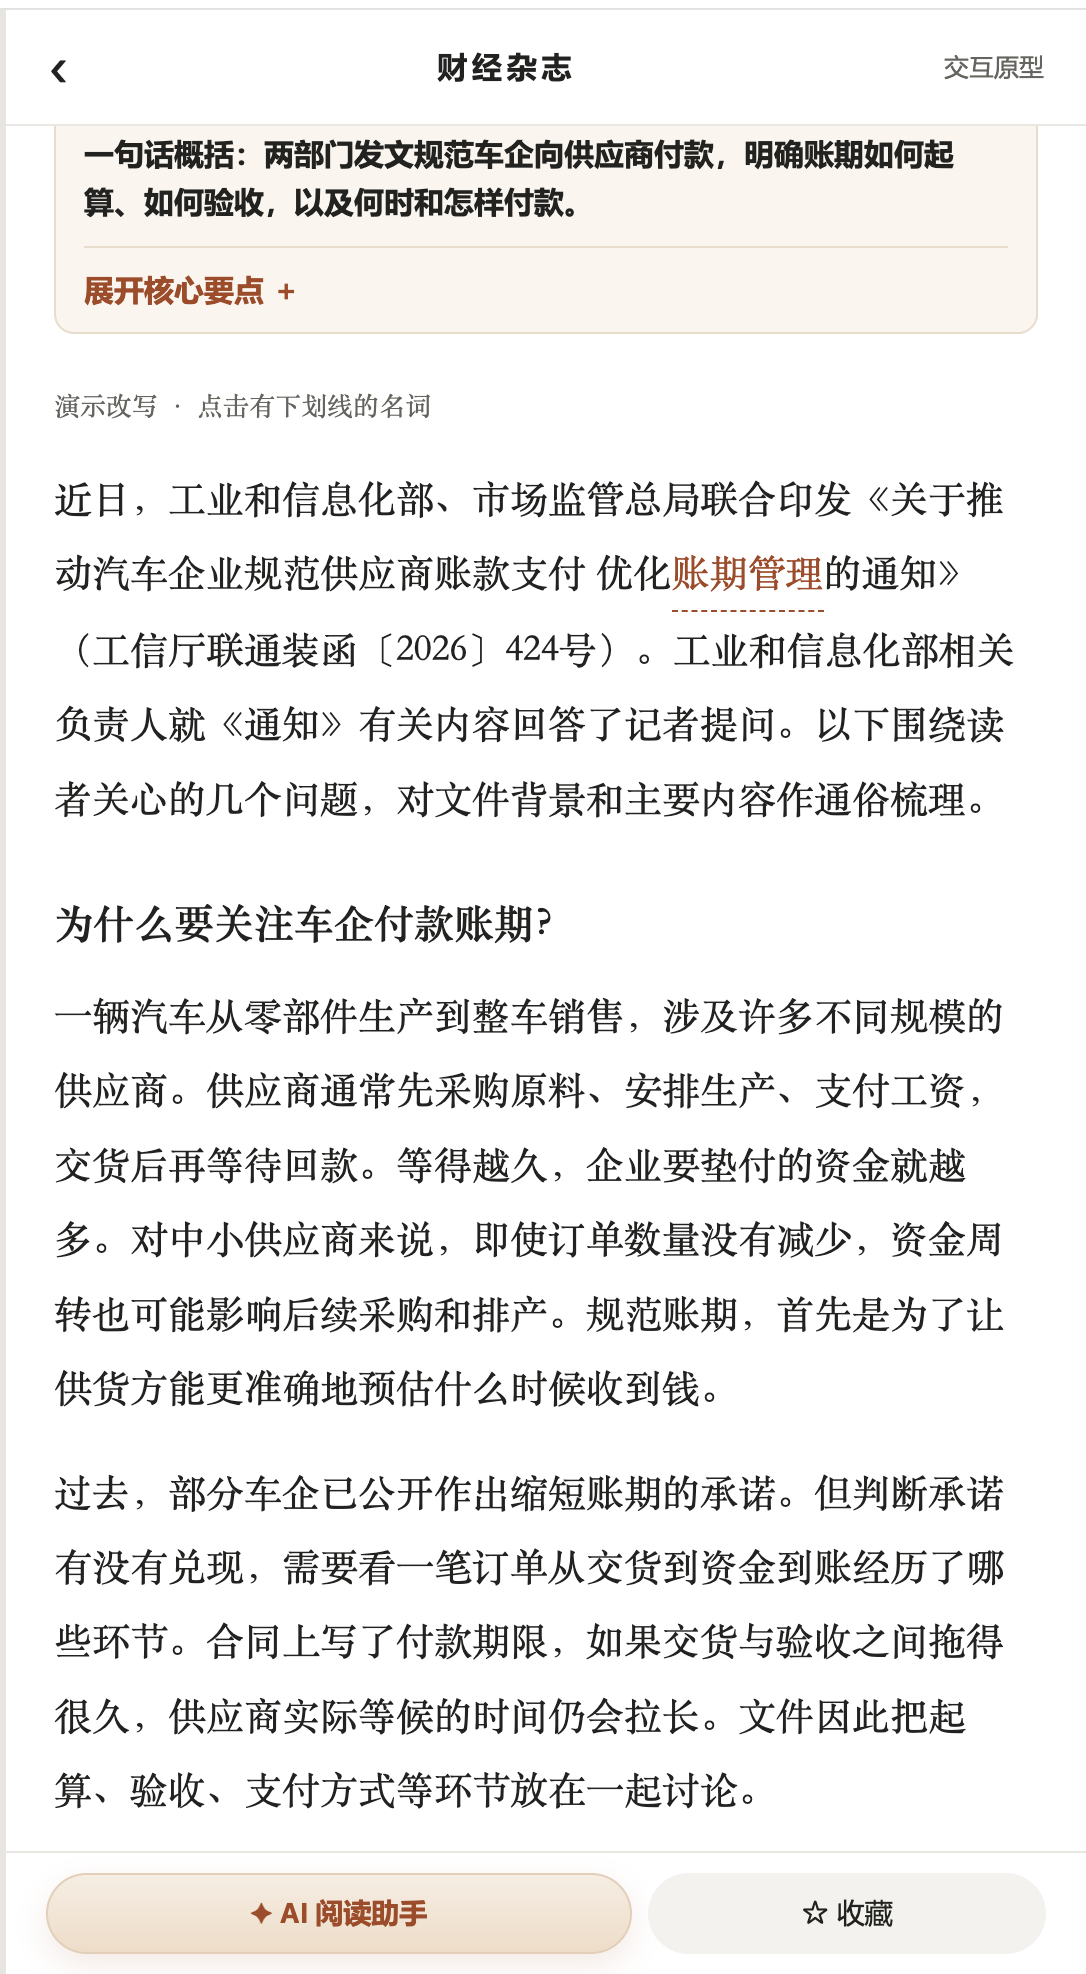 ‹ 财经杂志 交互原型
一句话概括：两部门发文规范车企向供应商付款，明确账期如何起
算、如何验收，以及何时和怎样付款。
展开核心要点 +
演示改写 · 点击有下划线的名词
近日，工业和信息化部、市场监管总局联合印发《关于推
动汽车企业规范供应商账款支付 优化账期管理的通知》
（工信厅联通装函〔2026〕424号）。工业和信息化部相关
负责人就《通知》有关内容回答了记者提问。以下围绕读
者关心的几个问题，对文件背景和主要内容作通俗梳理。
为什么要关注车企付款账期？
一辆汽车从零部件生产到整车销售，涉及许多不同规模的
供应商。供应商通常先采购原料、安排生产、支付工资，
交货后再等待回款。等得越久，企业要垫付的资金就越
多。对中小供应商来说，即使订单数量没有减少，资金周
转也可能影响后续采购和排产。规范账期，首先是为了让
供货方能更准确地预估什么时候收到钱。
过去，部分车企已公开作出缩短账期的承诺。但判断承诺
有没有兑现，需要看一笔订单从交货到资金到账经历了哪
些环节。合同上写了付款期限，如果交货与验收之间拖得
很久，供应商实际等候的时间仍会拉长。文件因此把起
算、验收、支付方式等环节放在一起讨论。
✦ AI 阅读助手 ☆ 收藏